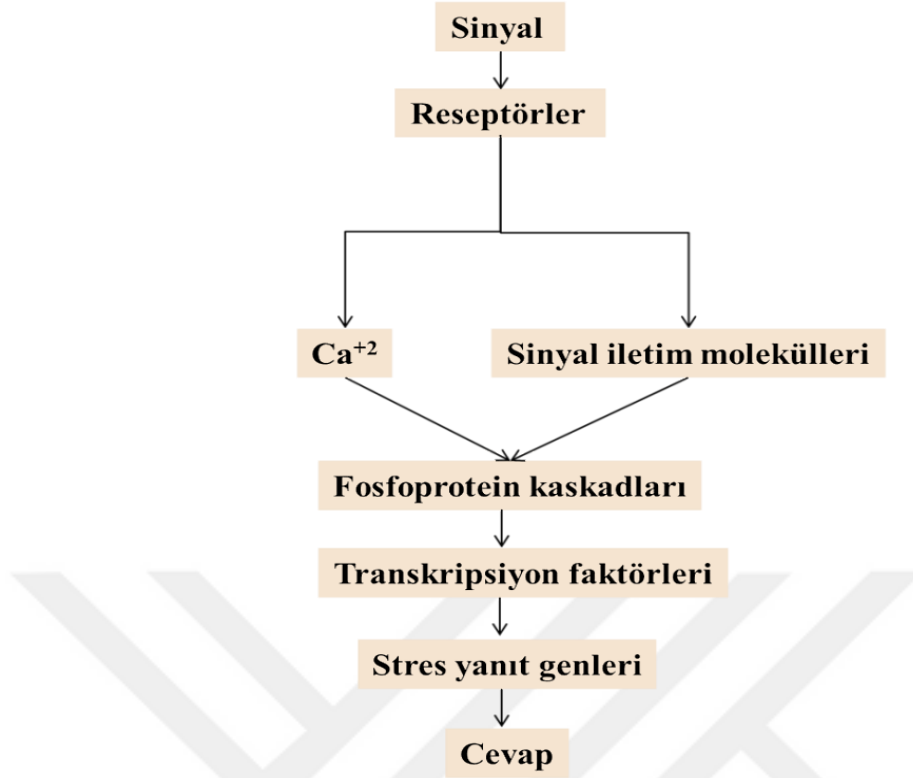 Sinyal
Reseptörler
Ca⁺²
Sinyal iletim molekülleri
Fosfoprotein kaskadları
Transkripsiyon faktörleri
Stres yanıt genleri
Cevap